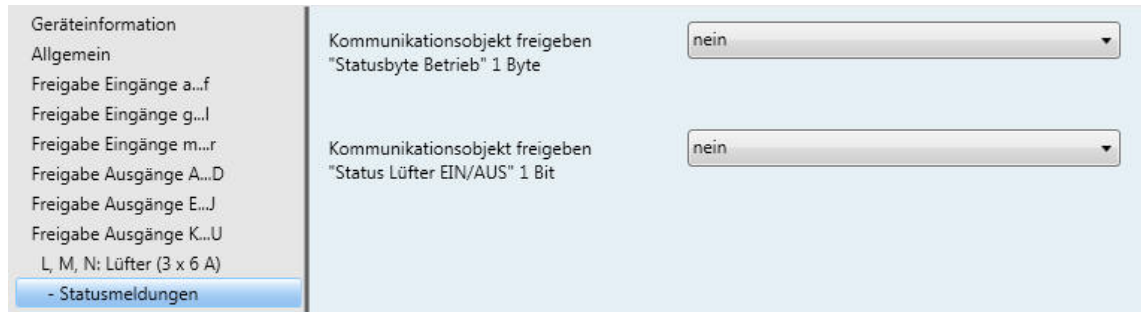 Geräteinformation
Allgemein
Freigabe Eingänge a...f
Freigabe Eingänge g...l
Freigabe Eingänge m...r
Freigabe Ausgänge A...D
Freigabe Ausgänge E...J
Freigabe Ausgänge K...U
L, M, N: Lüfter (3 x 6 A)
- Statusmeldungen
Kommunikationsobjekt freigeben
"Statusbyte Betrieb" 1 Byte
nein
Kommunikationsobjekt freigeben
"Status Lüfter EIN/AUS" 1 Bit
nein